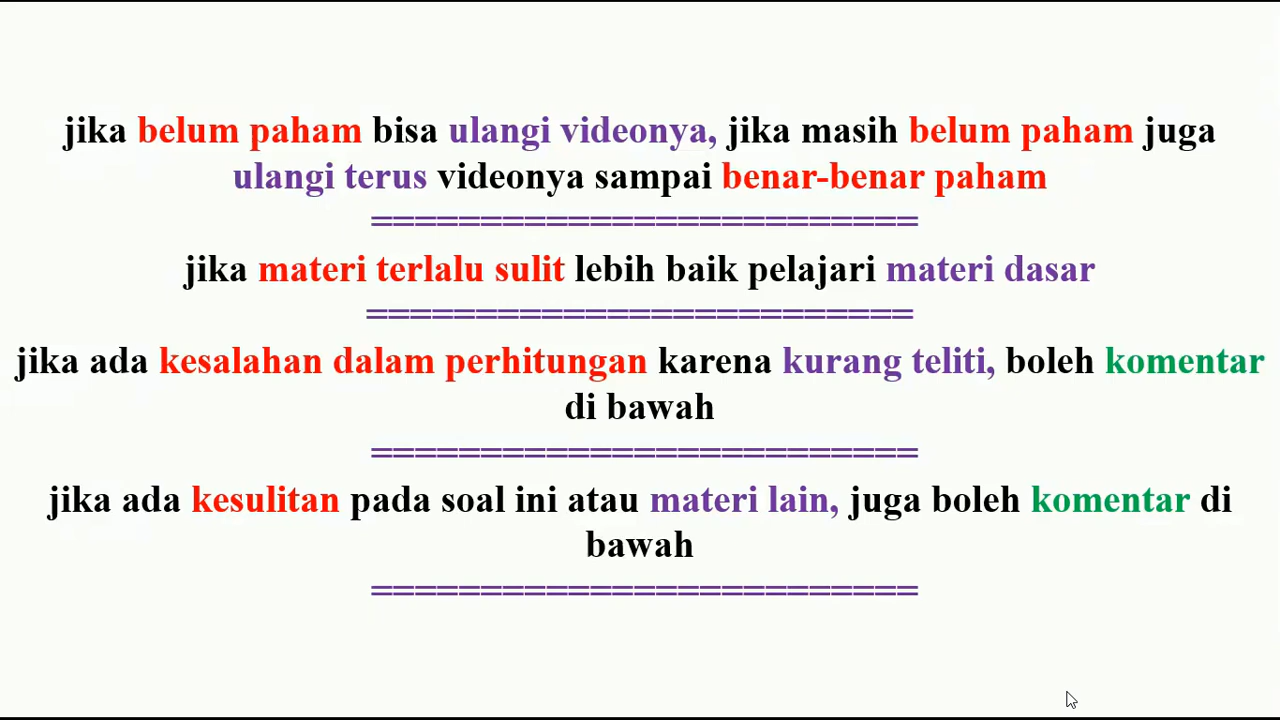 jika belum paham bisa ulangi videonya, jika masih belum paham juga
ulangi terus videonya sampai benar-benar paham
=========================
jika materi terlalu sulit lebih baik pelajari materi dasar
=========================
jika ada kesalahan dalam perhitungan karena kurang teliti, boleh komentar
di bawah
=========================
jika ada kesulitan pada soal ini atau materi lain, juga boleh komentar di
bawah
=========================